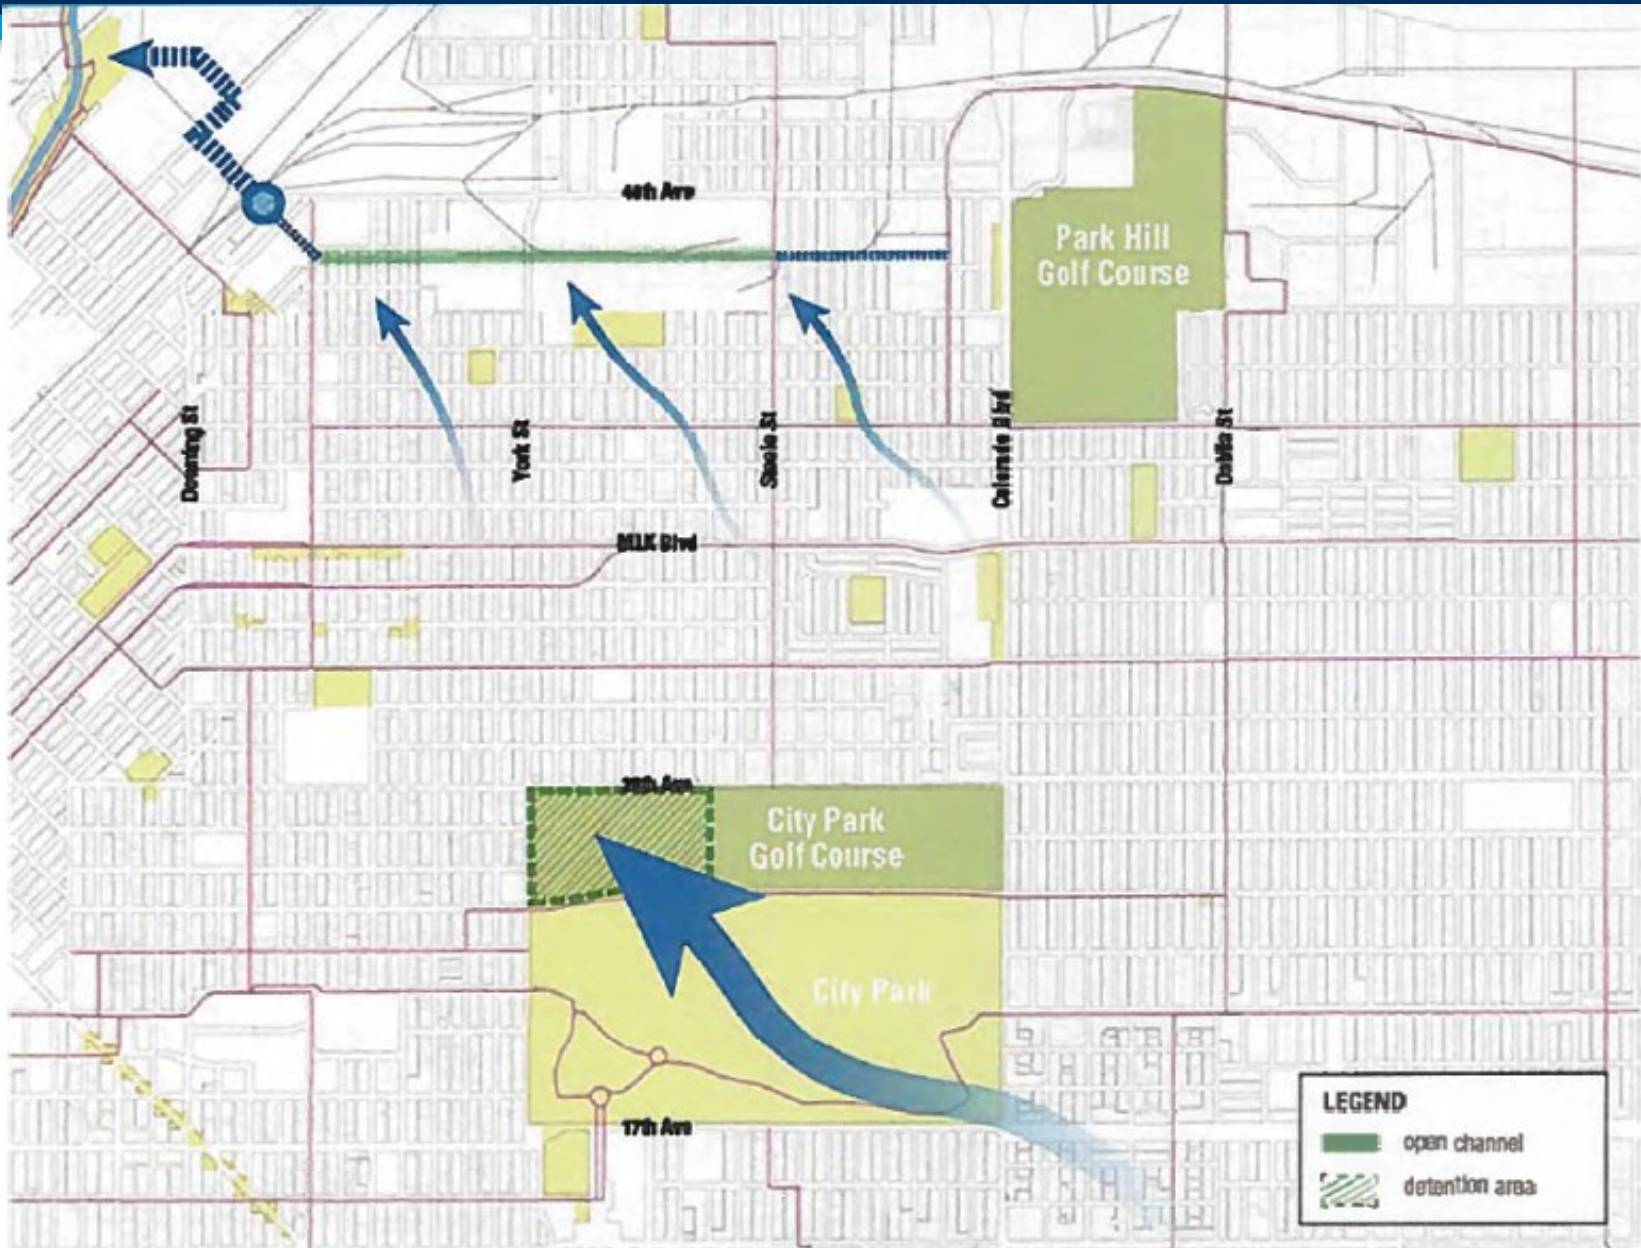 40th Ave
Park Hill
Golf Course
Downing St
York St
Steele St
Colorado Blvd
Dahlia St
MLK Blvd
City Park
Golf Course
City Park
17th Ave
LEGEND
open channel
detention area